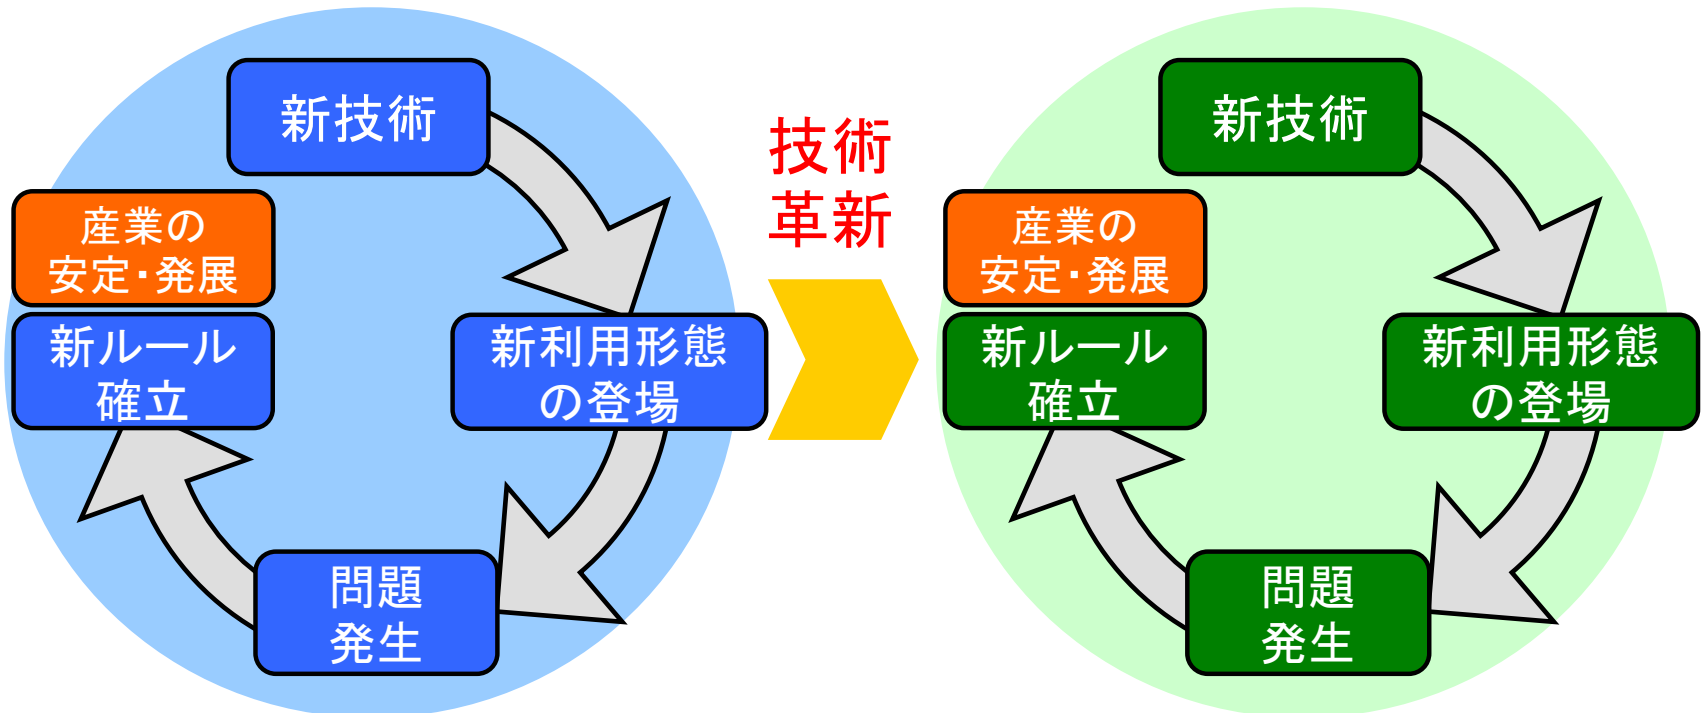 新技術
産業の
安定・発展
新ルール
確立
新利用形態
の登場
問題
発生
技術
革新
新技術
産業の
安定・発展
新ルール
確立
新利用形態
の登場
問題
発生